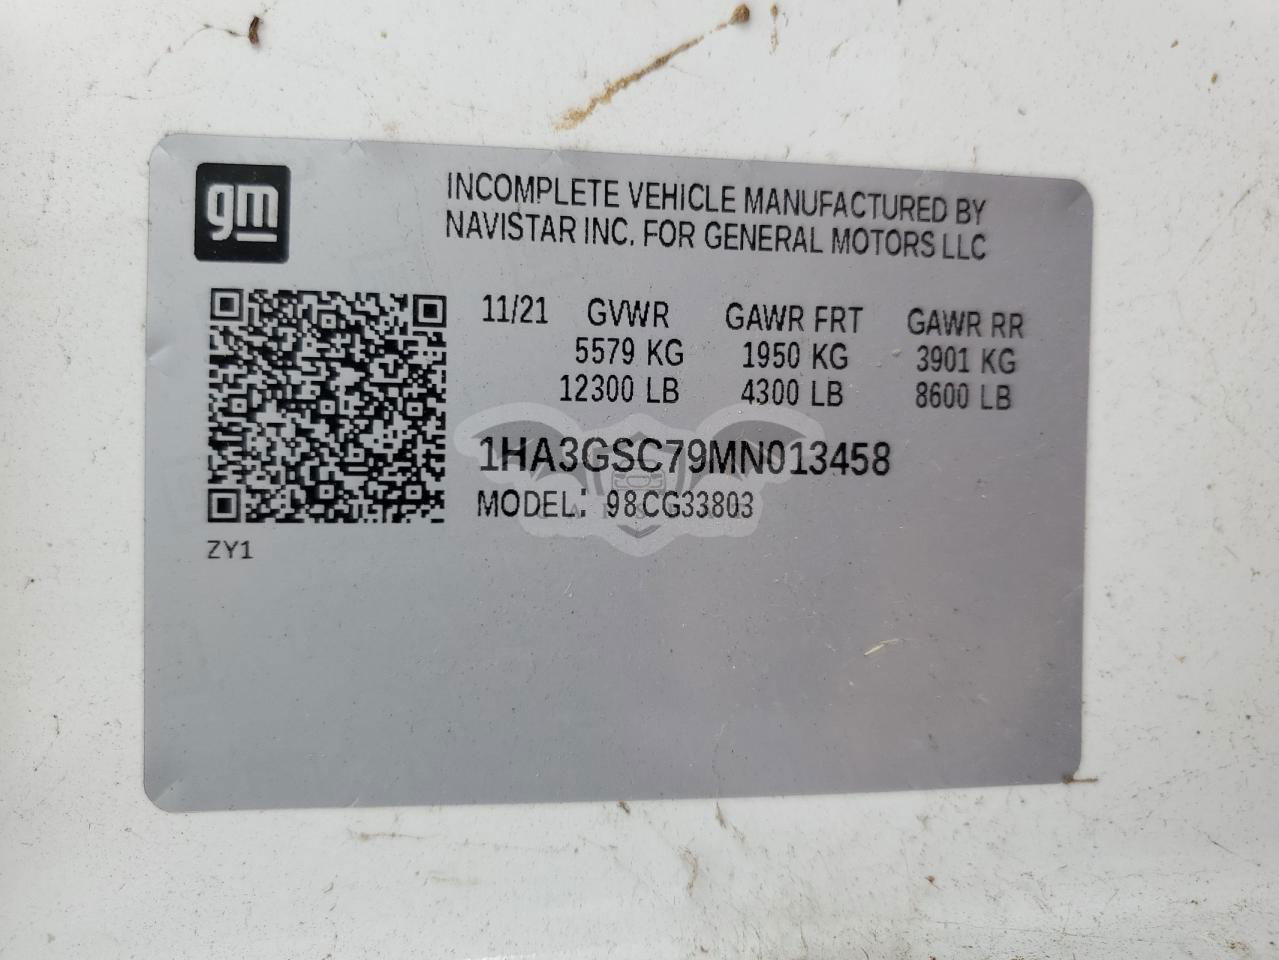 gm
INCOMPLETE VEHICLE MANUFACTURED BY
NAVISTAR INC. FOR GENERAL MOTORS LLC
11/21 GVWR GAWR FRT GAWR RR
5579 KG 1950 KG 3901 KG
12300 LB 4300 LB 8600 LB
1HA3GSC79MN013458
MODEL: 98CG33803
ZY1